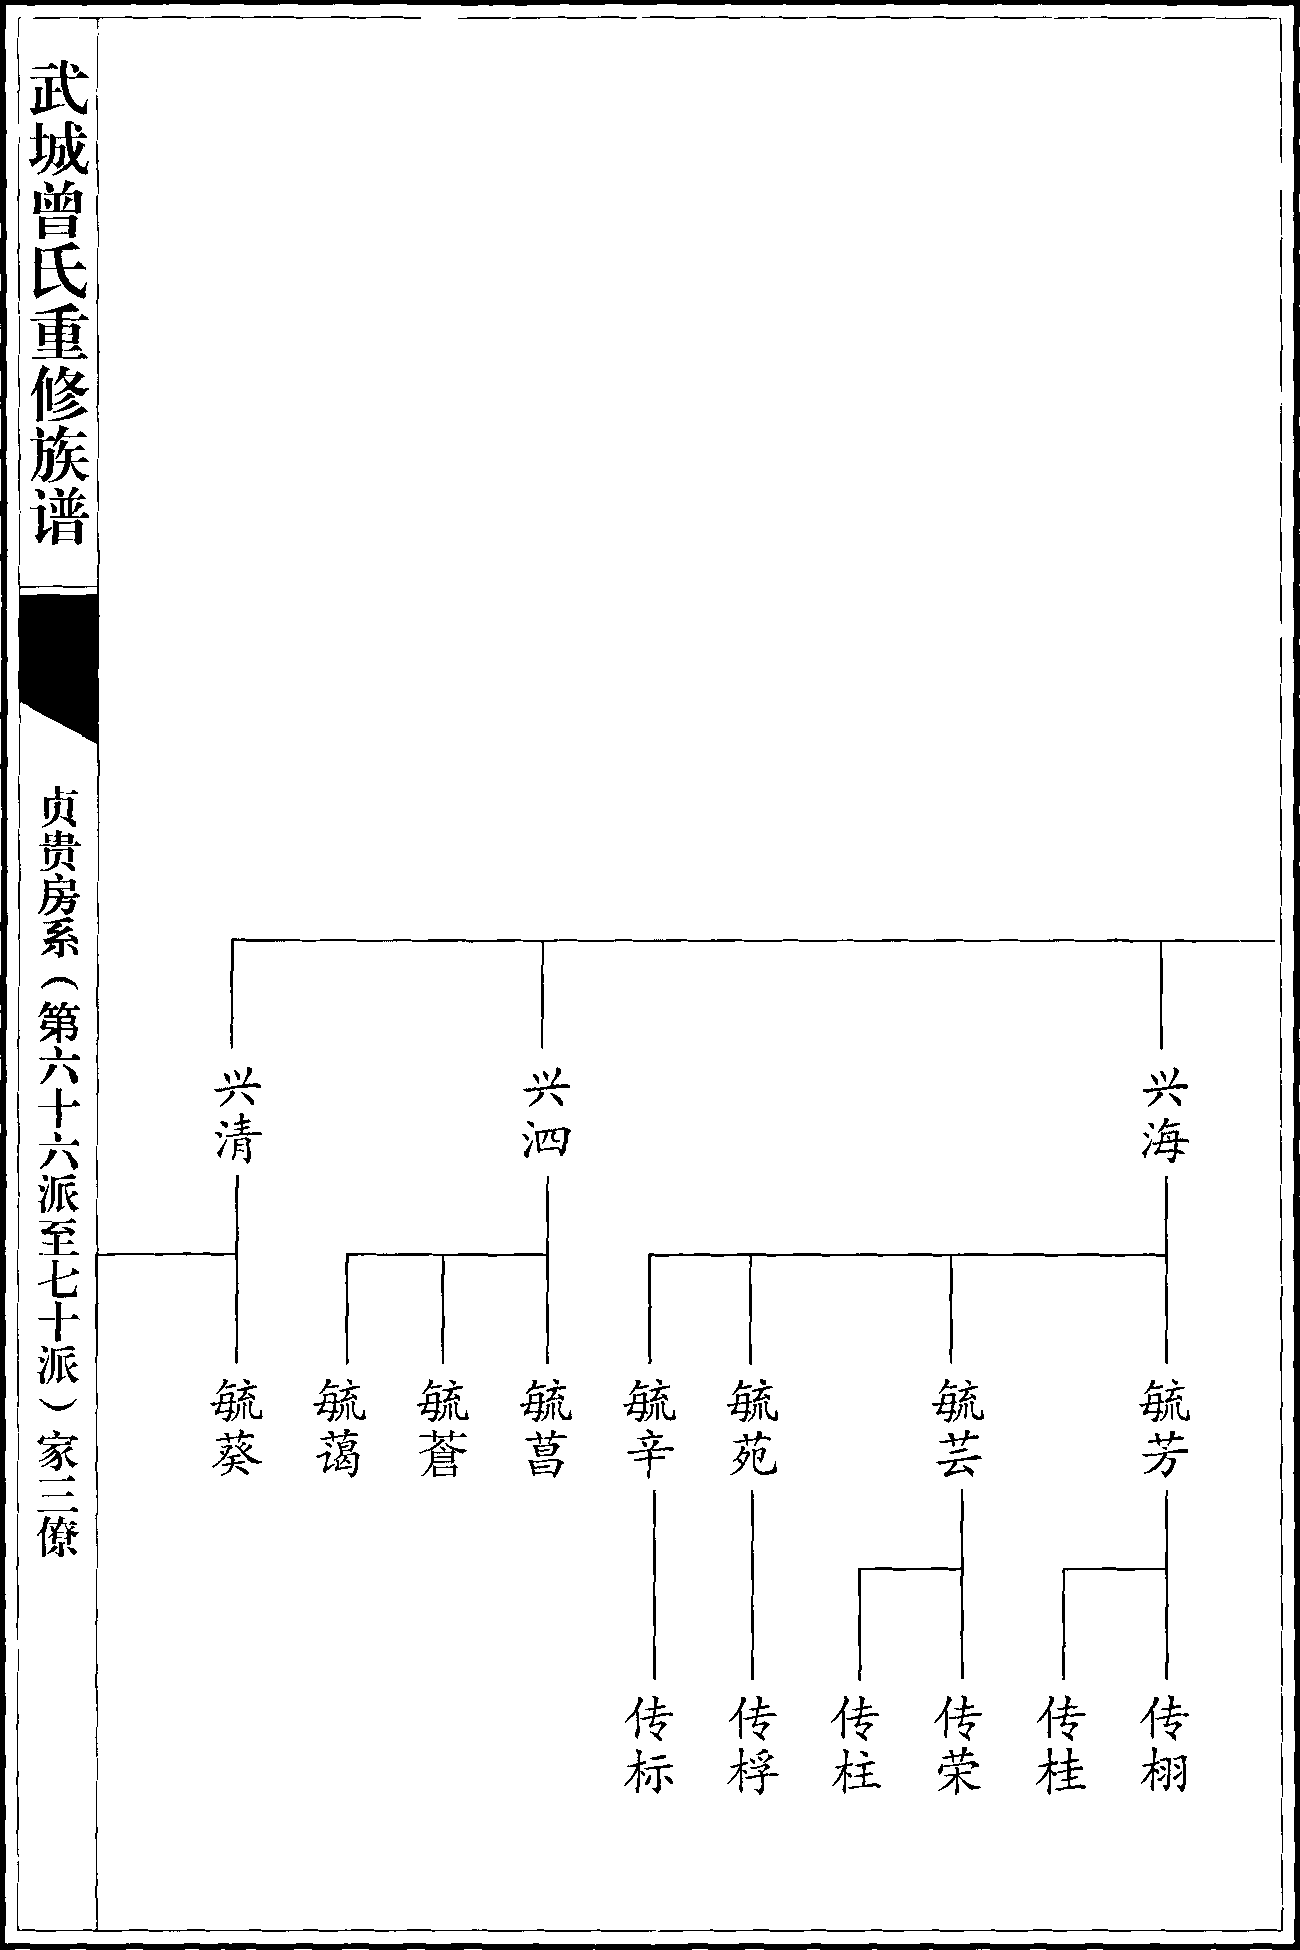 武城曾氏重修族谱
贞贵房系（第六十六派至七十派）家三僚
兴海
兴泗
兴清
毓芳
毓芸
毓苑
毓辛
毓菖
毓蒼
毓蔼
毓葵
传栩
传桂
传荣
传柱
传桴
传标